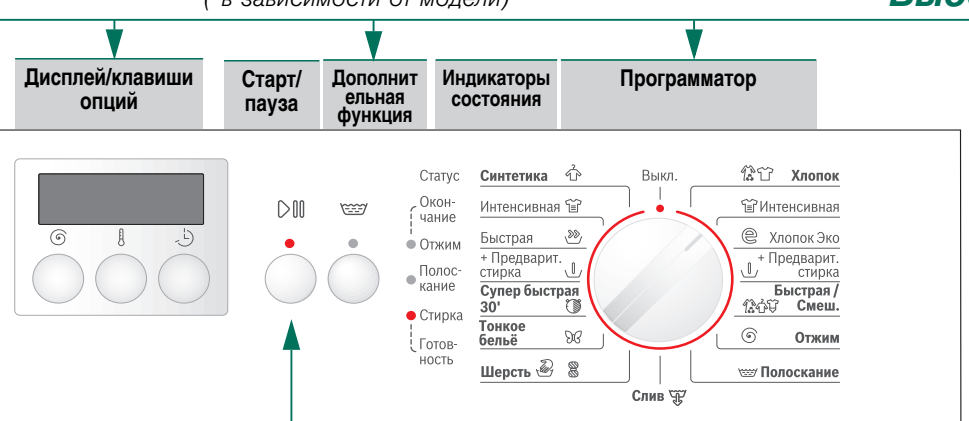 ( в зависимости от модели)
Дисплей/клавиши
опций
Старт/
пауза
Дополнит
ельная
функция
Индикаторы
состояния
Программатор
Статус
Окон-
чание
Отжим
Полос-
кание
Стирка
Готов-
ность
Синтетика
Интенсивная
Быстрая
+ Предварит.
стирка
Супер быстрая
30'
Тонкое
бельё
Шерсть
Выкл.
Слив
Хлопок
Интенсивная
Хлопок Эко
+ Предварит.
стирка
Быстрая /
Смеш.
Отжим
Полоскание